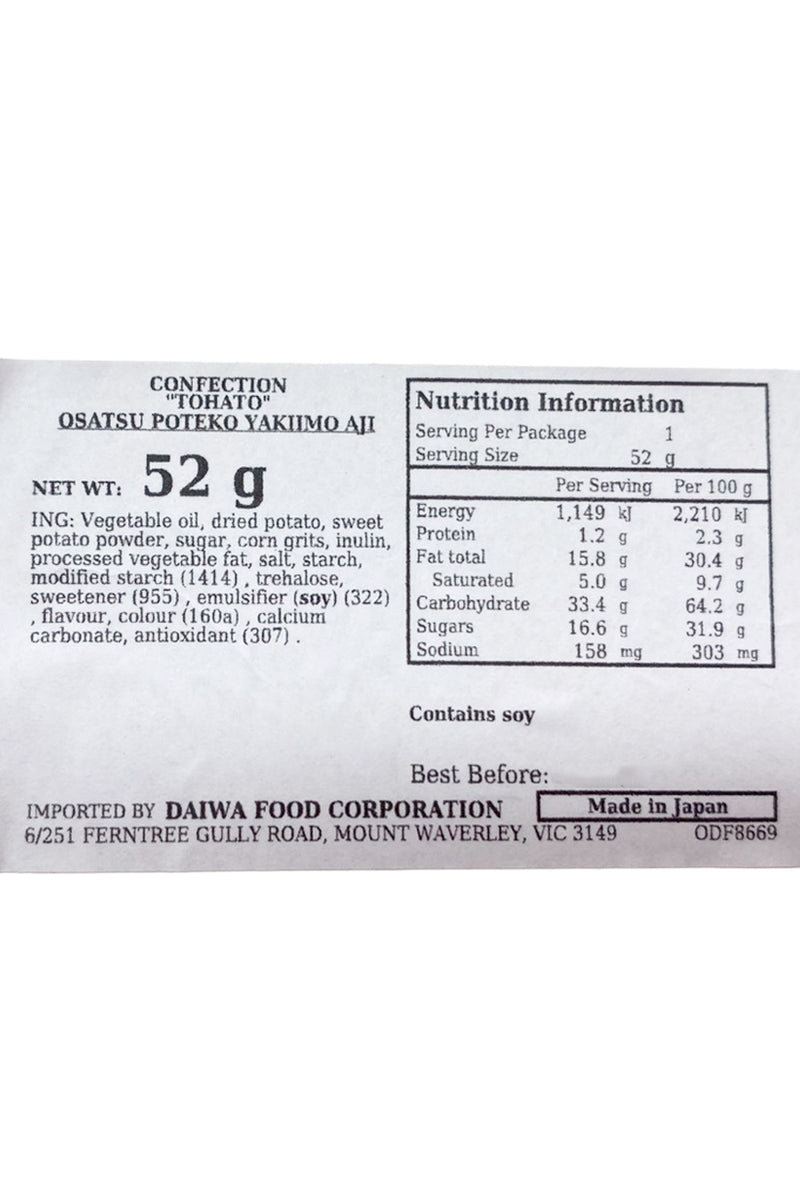 CONFECTION
"TOHATO"
OSATSU POTEKO YAKIIMO AJI
NET WT: 52 g
ING: Vegetable oil, dried potato, sweet
potato powder, sugar, corn grits, inulin,
processed vegetable fat, salt, starch,
modified starch (1414) , trehalose,
sweetener (955) , emulsifier (soy) (322)
, flavour, colour (160a) , calcium
carbonate, antioxidant (307) .
Nutrition Information
Serving Per Package 1
Serving Size 52 g
Per Serving Per 100 g
Energy 1,149 kJ 2,210 kJ
Protein 1.2 g 2.3 g
Fat total 15.8 g 30.4 g
Saturated 5.0 g 9.7 g
Carbohydrate 33.4 g 64.2 g
Sugars 16.6 g 31.9 g
Sodium 158 mg 303 mg
Contains soy
Best Before:
IMPORTED BY DAIWA FOOD CORPORATION Made in Japan
6/251 FERNTREE GULLY ROAD, MOUNT WAVERLEY, VIC 3149 ODF8669